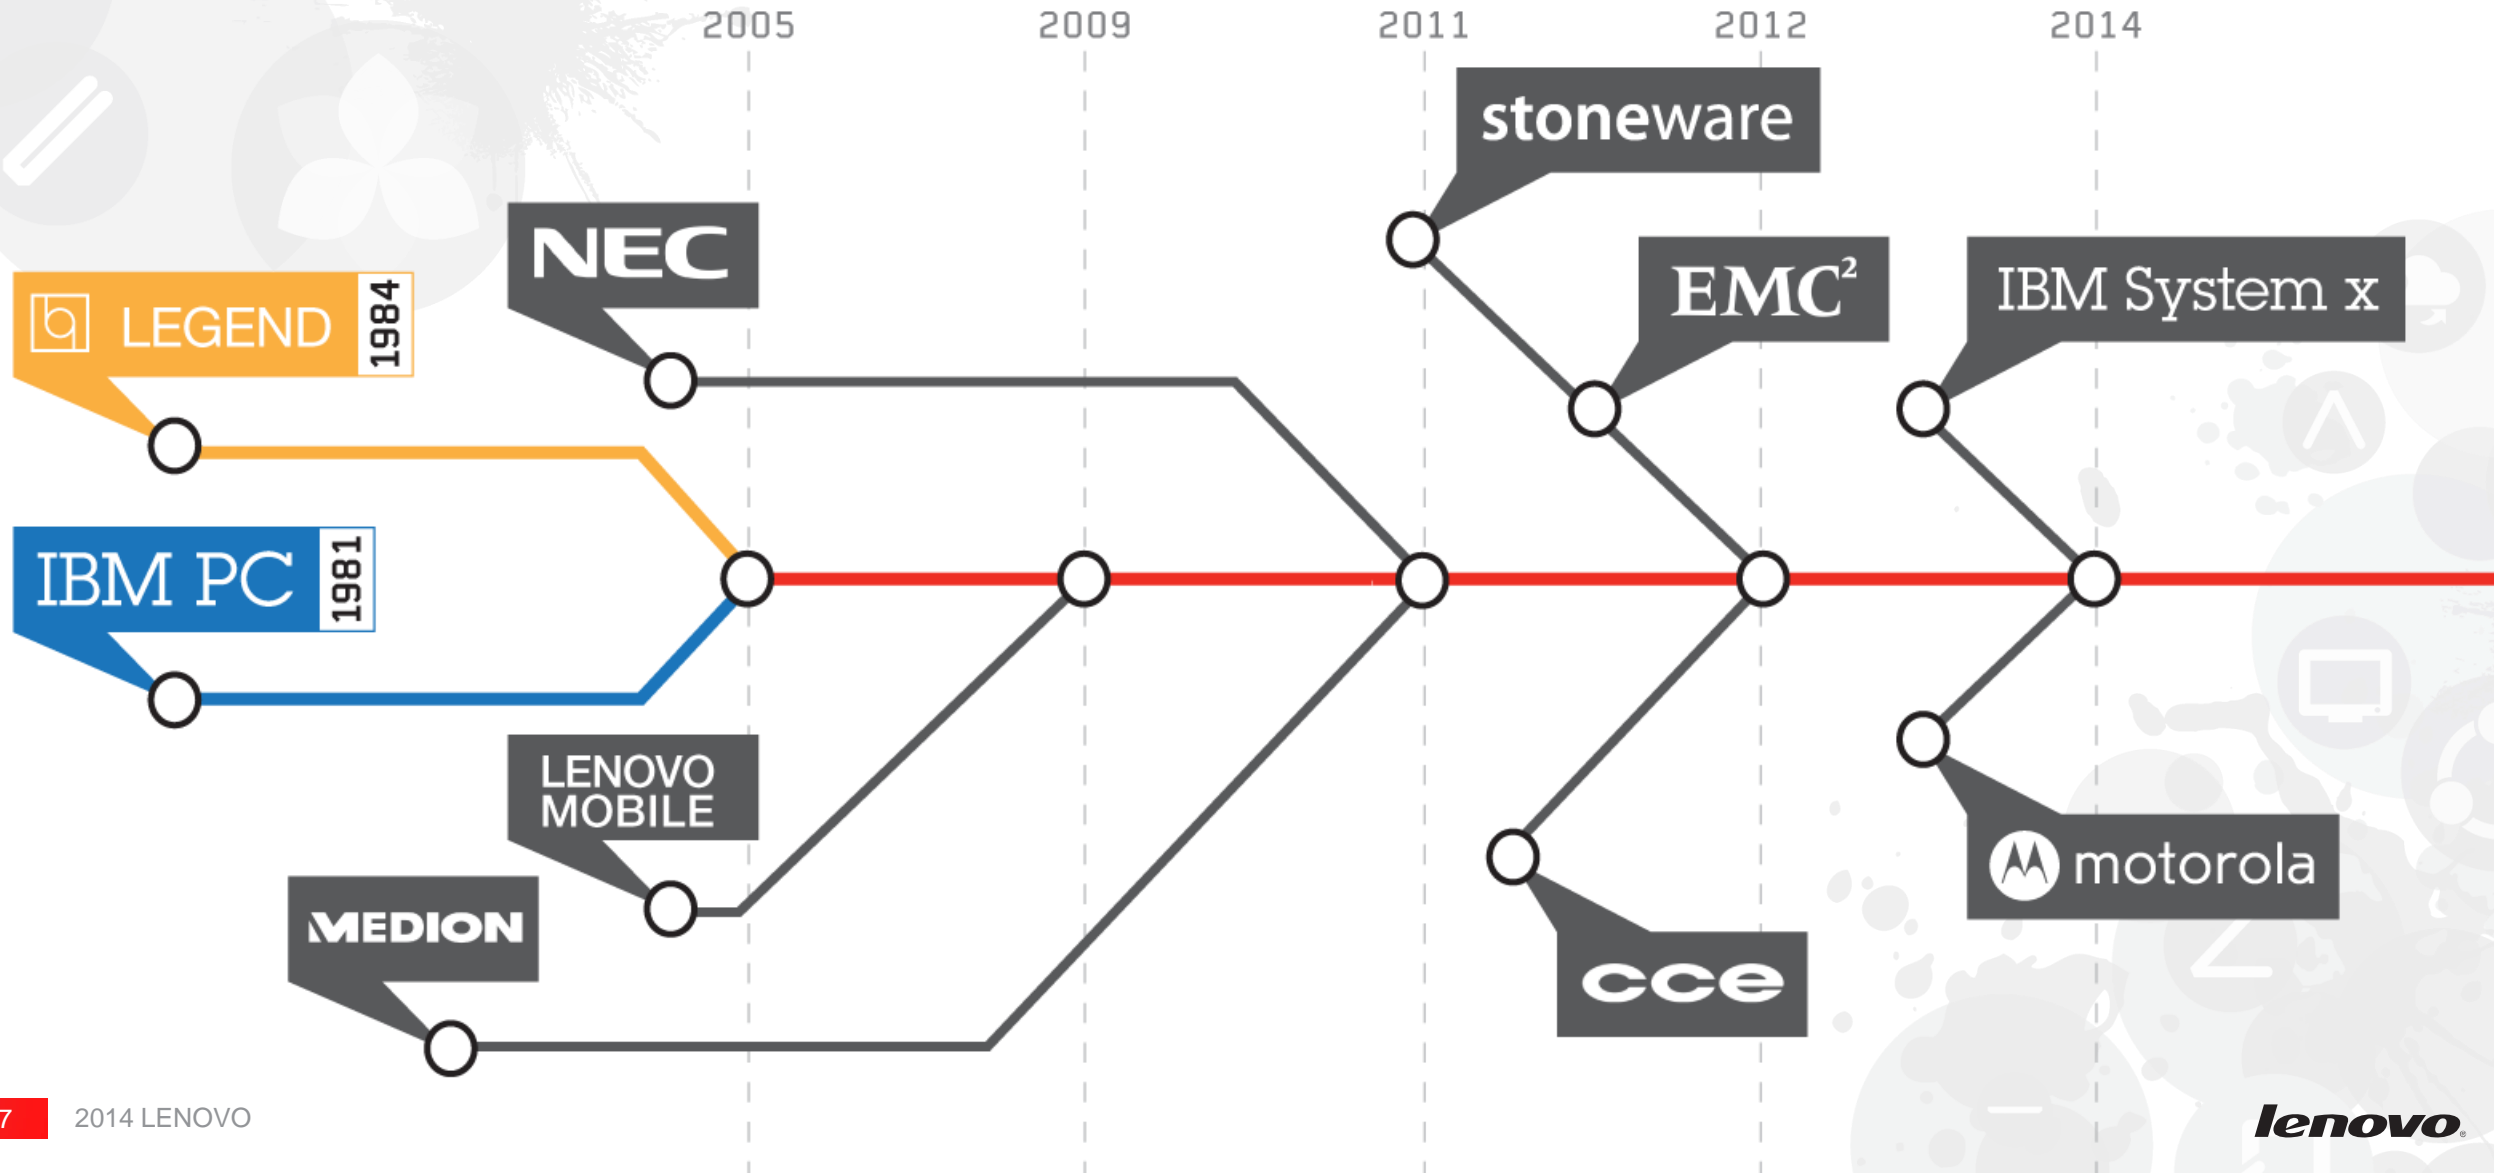 2005
2009
2011
2012
2014
stoneware
NEC
EMC²
IBM System x
LEGEND
1984
IBM PC
1981
LENOVO
MOBILE
motorola
MEDION
cce
7
2014 LENOVO
lenovo